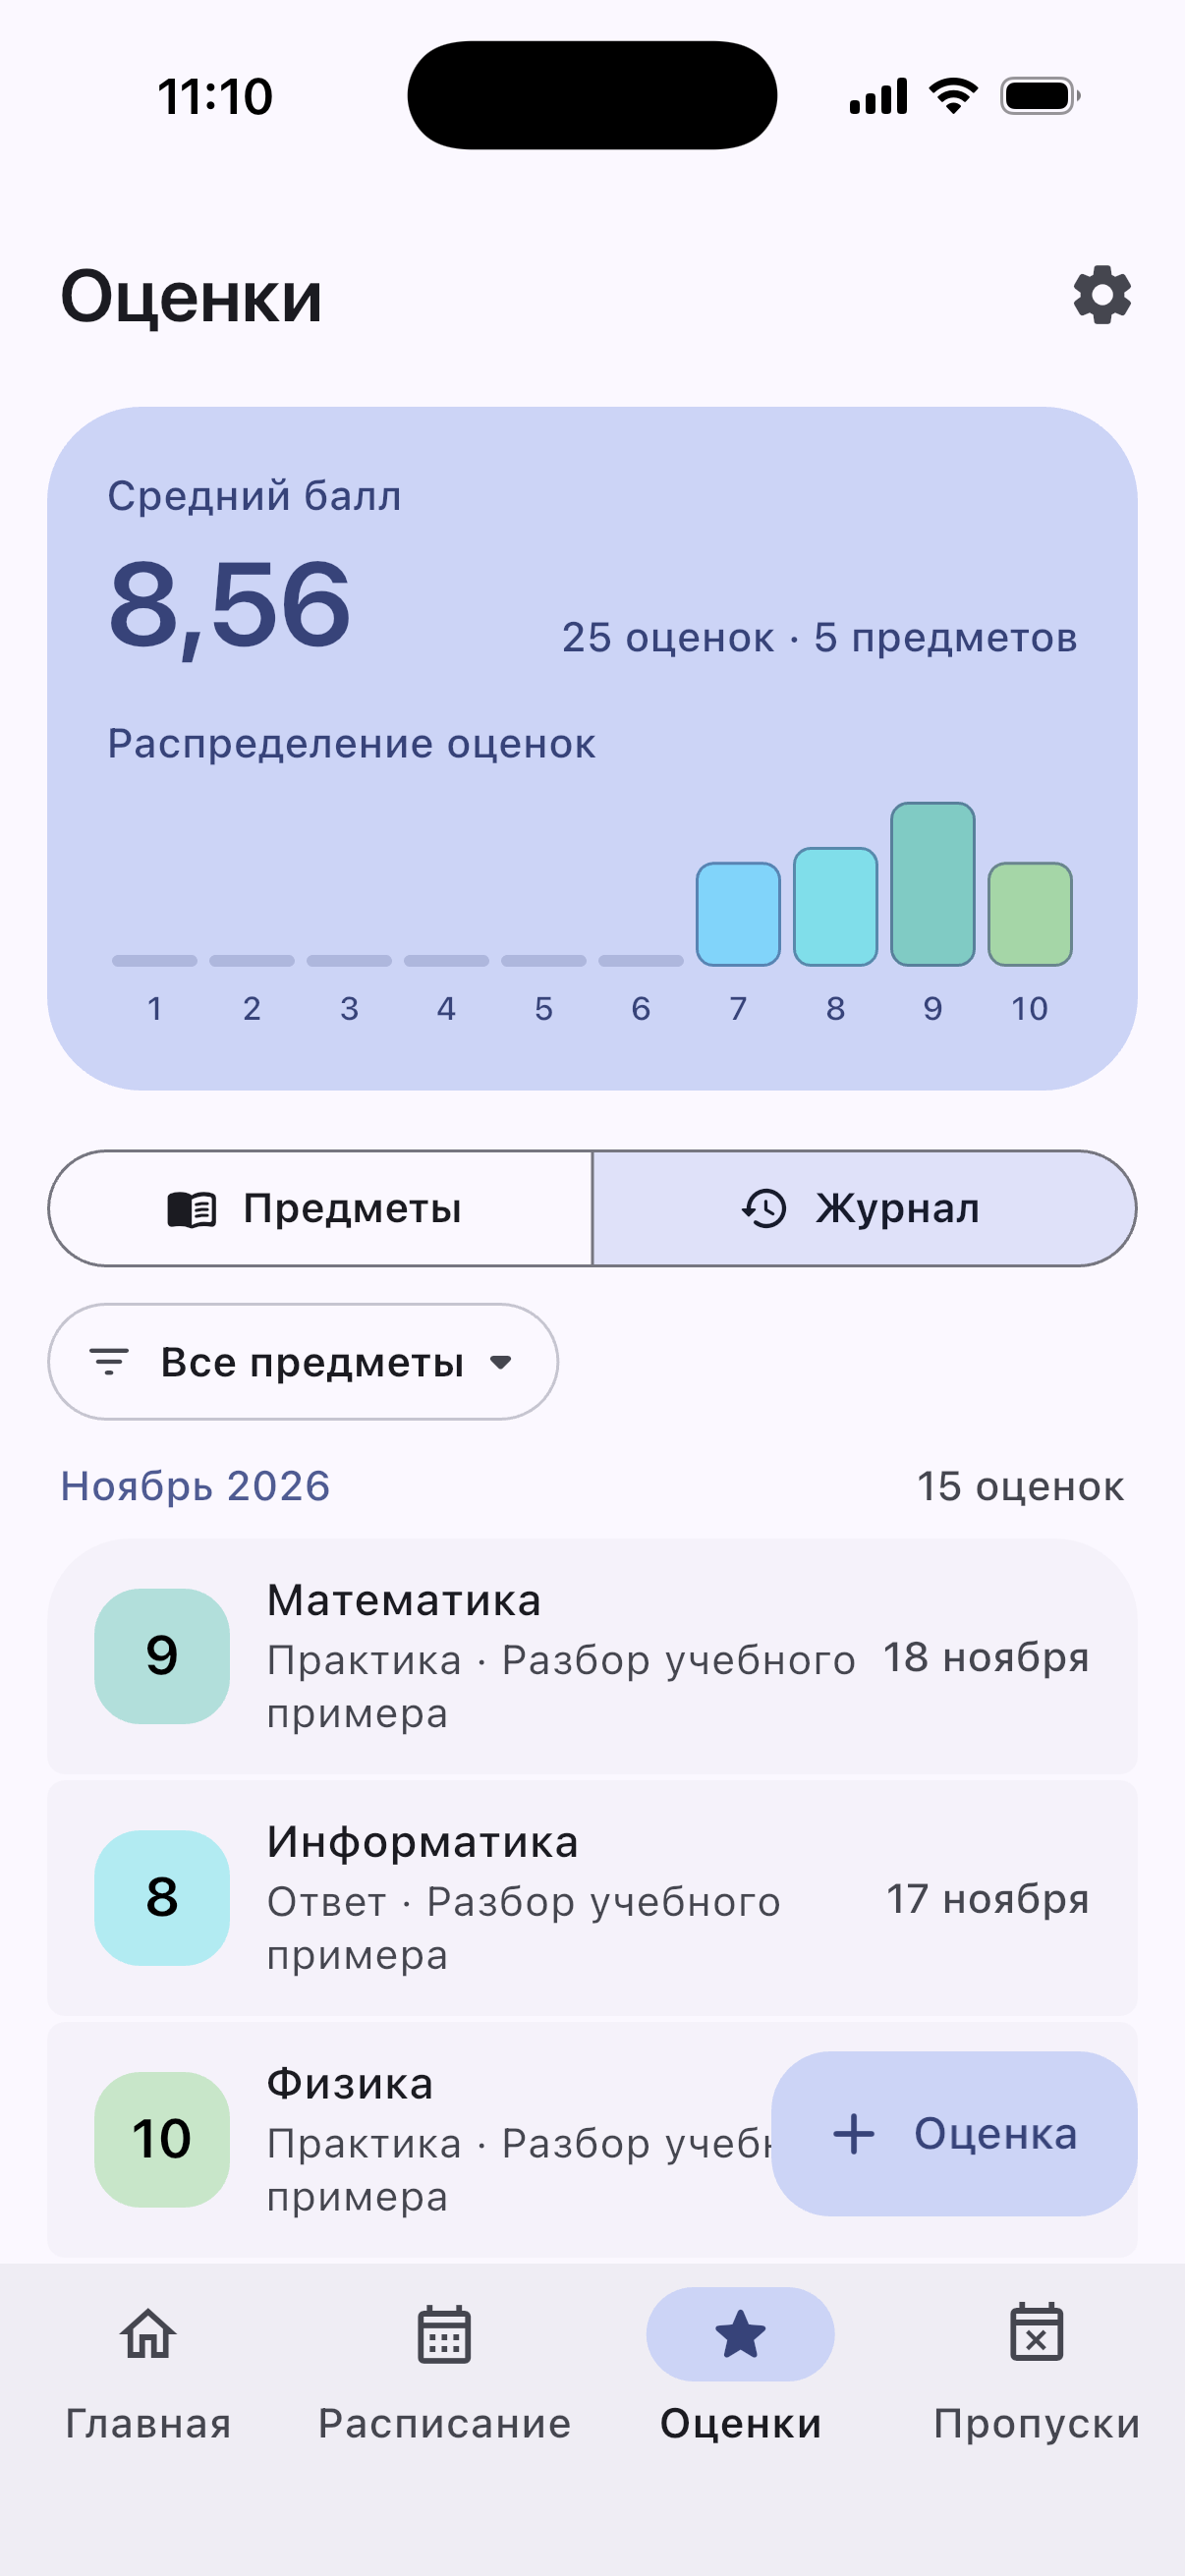 11:10
Оценки
Средний балл
8,56
25 оценок · 5 предметов
Распределение оценок
1 2 3 4 5 6 7 8 9 10
Предметы
Журнал
Все предметы
Ноябрь 2026
15 оценок
9
Математика
Практика · Разбор учебного
примера
18 ноября
8
Информатика
Ответ · Разбор учебного
примера
17 ноября
10
Физика
Практика · Разбор
примера
Оценка
Главная
Расписание
Оценки
Пропуски